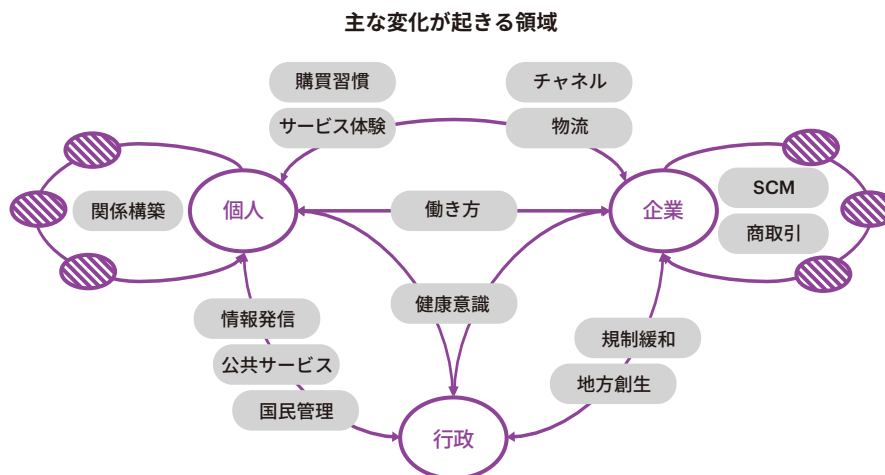 主な変化が起きる領域
購買習慣
チャネル
サービス体験
物流
関係構築
個人
働き方
企業
SCM
商取引
健康意識
情報発信
公共サービス
国民管理
規制緩和
地方創生
行政